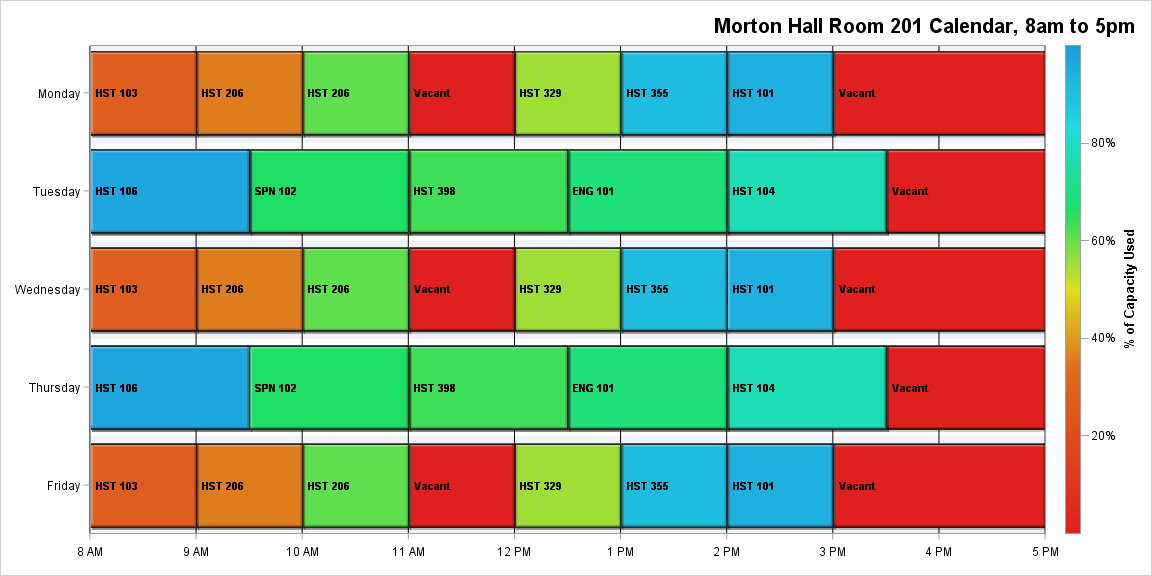 Morton Hall Room 201 Calendar, 8am to 5pm
Monday HST 103 HST 206 HST 206 Vacant HST 329 HST 355 HST 101 Vacant
Tuesday HST 106 SPN 102 HST 398 ENG 101 HST 104 Vacant
Wednesday HST 103 HST 206 HST 206 Vacant HST 329 HST 355 HST 101 Vacant
Thursday HST 106 SPN 102 HST 398 ENG 101 HST 104 Vacant
Friday HST 103 HST 206 HST 206 Vacant HST 329 HST 355 HST 101 Vacant
8 AM 9 AM 10 AM 11 AM 12 PM 1 PM 2 PM 3 PM 4 PM 5 PM
80%
60%
40%
20%
% of Capacity Used